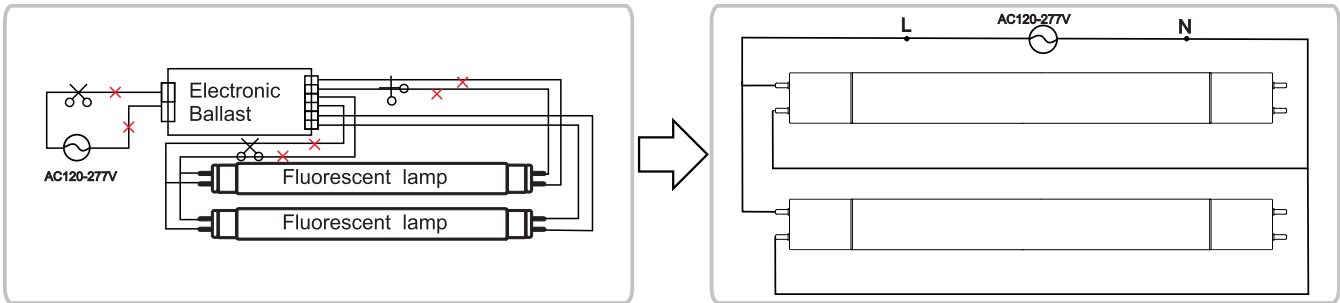 Electronic
Ballast
AC120-277V
Fluorescent lamp
Fluorescent lamp
AC120-277V
L
N